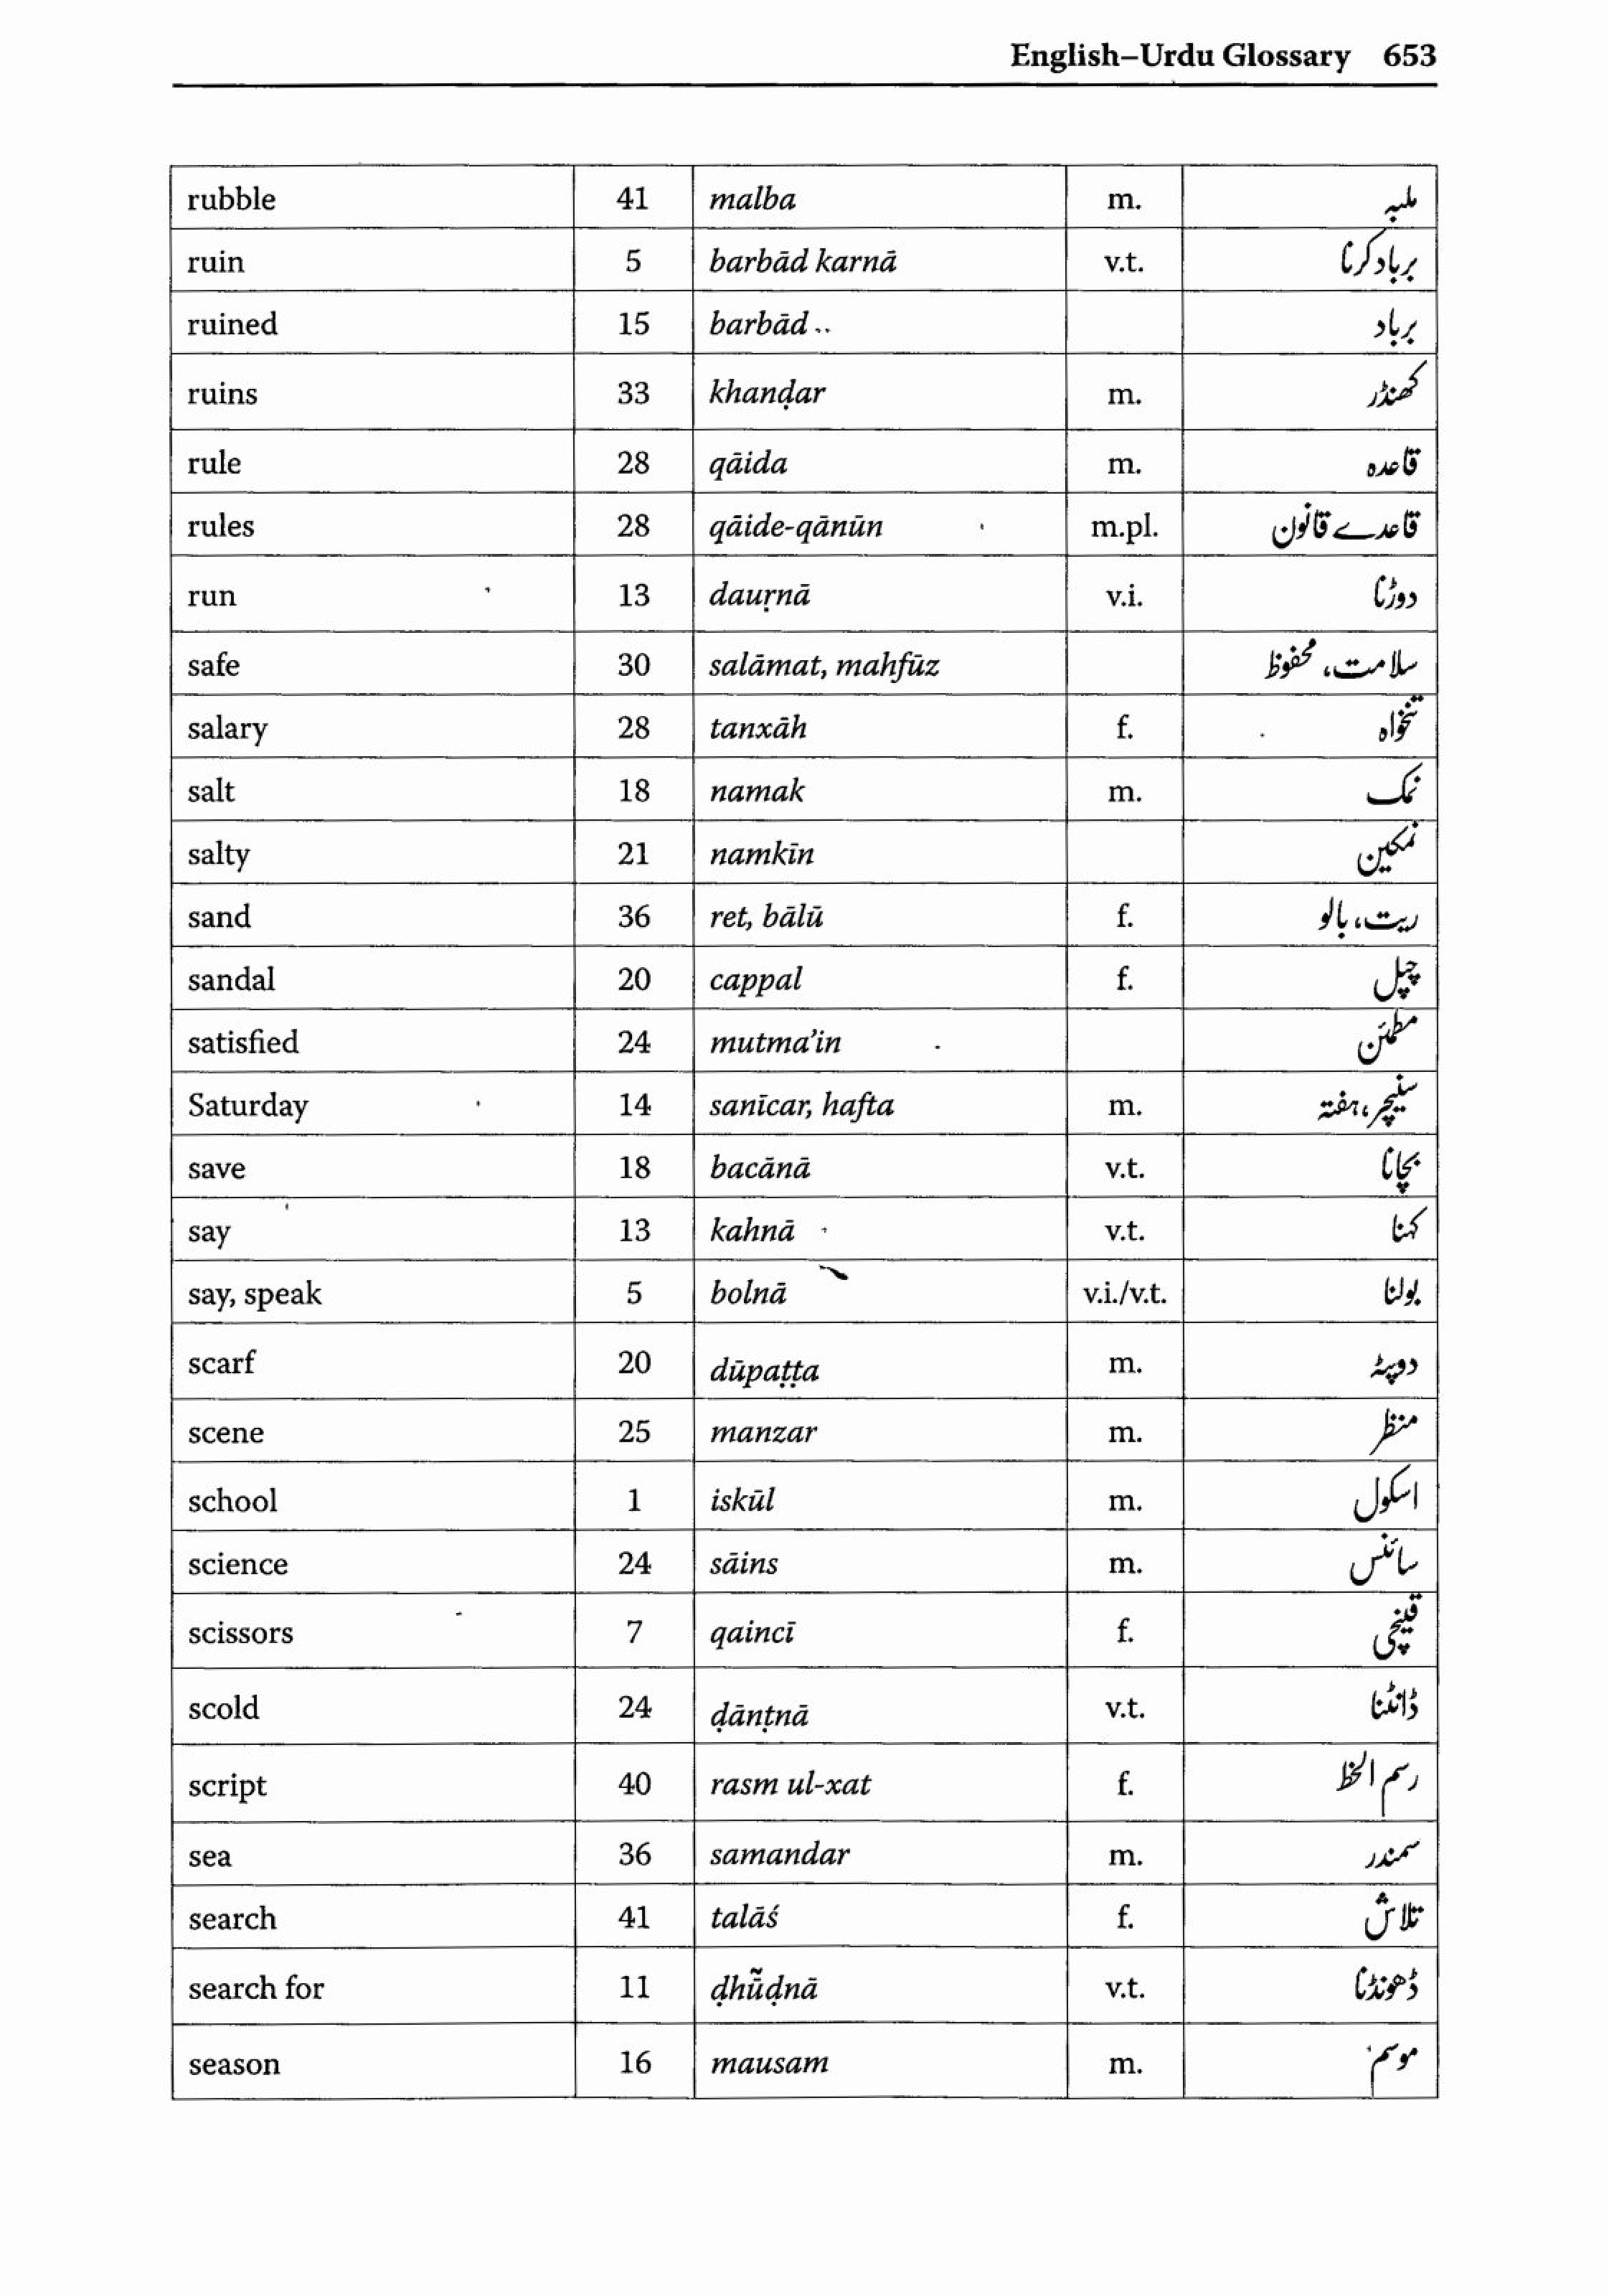 English–Urdu Glossary 653
rubble 41 malba m. ملبہ
ruin 5 barbād karnā v.t. برباد کرنا
ruined 15 barbād .. برباد
ruins 33 khanḍar m. کھنڈر
rule 28 qāida m. قاعدہ
rules 28 qāide-qānūn m.pl. قاعدے قانون
run 13 dauṛnā v.i. دوڑنا
safe 30 salāmat, mahfūz سلامت، محفوظ
salary 28 tanxāh f. تنخواہ
salt 18 namak m. نمک
salty 21 namkīn نمکین
sand 36 ret, bālū f. ریت، بالو
sandal 20 cappal f. چپل
satisfied 24 mutma’in مطمئن
Saturday 14 sanīcar, hafta m. سنیچر، ہفتہ
save 18 bacānā v.t. بچانا
say 13 kahnā v.t. کہنا
say, speak 5 bolnā v.i./v.t. بولنا
scarf 20 dūpaṭṭa m. دوپٹہ
scene 25 manzar m. منظر
school 1 iskūl m. اسکول
science 24 sāins m. سائنس
scissors 7 qaincī f. قینچی
scold 24 ḍānṭnā v.t. ڈانٹنا
script 40 rasm ul-xat f. رسم الخط
sea 36 samandar m. سمندر
search 41 talāś f. تلاش
search for 11 ḍhū̃ḍnā v.t. ڈھونڈنا
season 16 mausam m. موسم